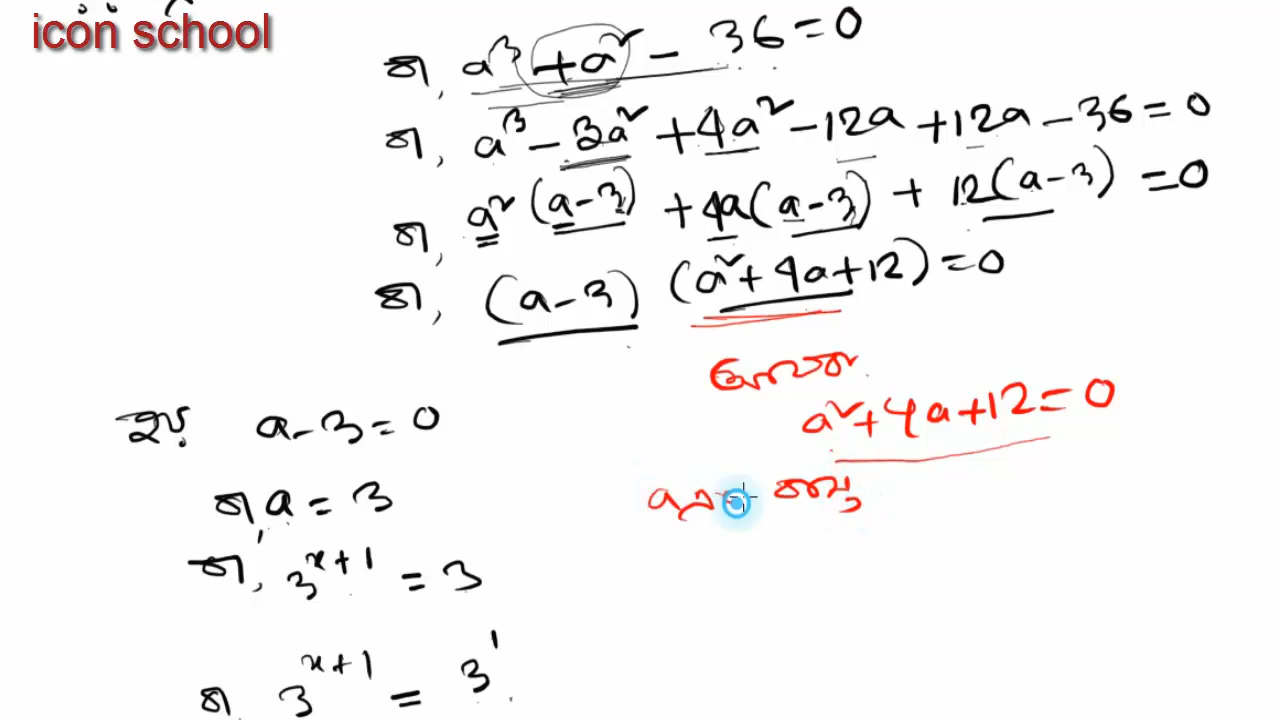 icon school
বা, a³ + a² - 36 = 0
বা, a³ - 3a² + 4a² - 12a + 12a - 36 = 0
বা, a² (a - 3) + 4a (a - 3) + 12 (a - 3) = 0
বা, (a - 3) (a² + 4a + 12) = 0
a² + 4a + 12 = 0
হয় a - 3 = 0
বা, a = 3
বা, 3^{x+1} = 3
বা 3^{x+1} = 3¹